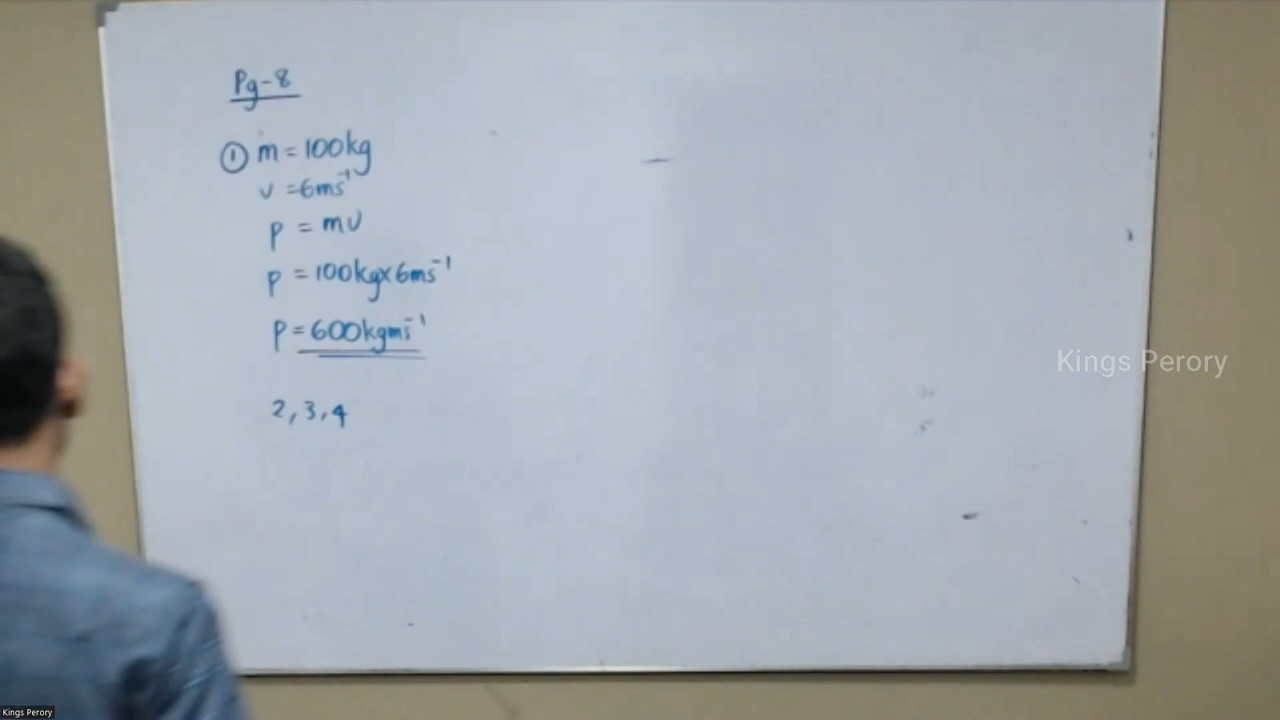 Pg-8
① m = 100kg
v = 6ms⁻¹
p = mv
p = 100kg×6ms⁻¹
p = 600kgms⁻¹
2, 3, 4
Kings Perory
Kings Perory